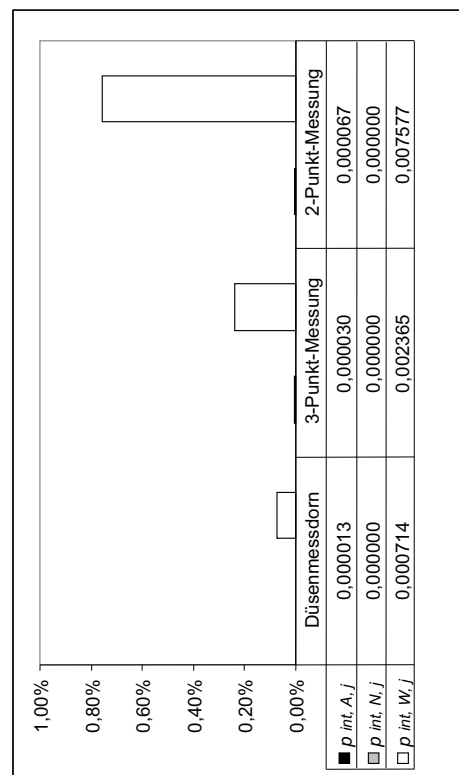 1,00%
0,80%
0,60%
0,40%
0,20%
0,00%
Düsenmessdorn 3-Punkt-Messung 2-Punkt-Messung
p int, A, j 0,000013 0,000030 0,000067
p int, N, j 0,000000 0,000000 0,000000
p int, W, j 0,000714 0,002365 0,007577